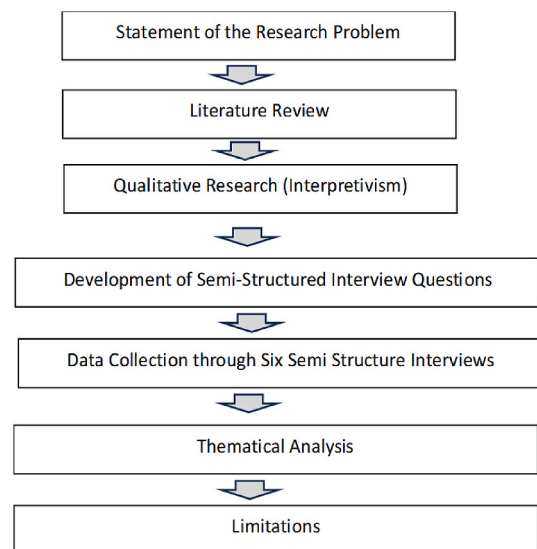 Statement of the Research Problem
Literature Review
Qualitative Research (Interpretivism)
Development of Semi-Structured Interview Questions
Data Collection through Six Semi Structure Interviews
Thematical Analysis
Limitations